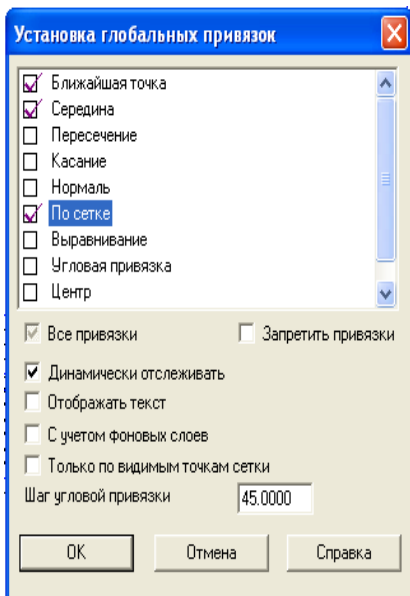 Установка глобальных привязок
Ближайшая точка
Середина
Пересечение
Касание
Нормаль
По сетке
Выравнивание
Угловая привязка
Центр
Все привязки Запретить привязки
Динамически отслеживать
Отображать текст
С учетом фоновых слоев
Только по видимым точкам сетки
Шаг угловой привязки 45.0000
OK Отмена Справка